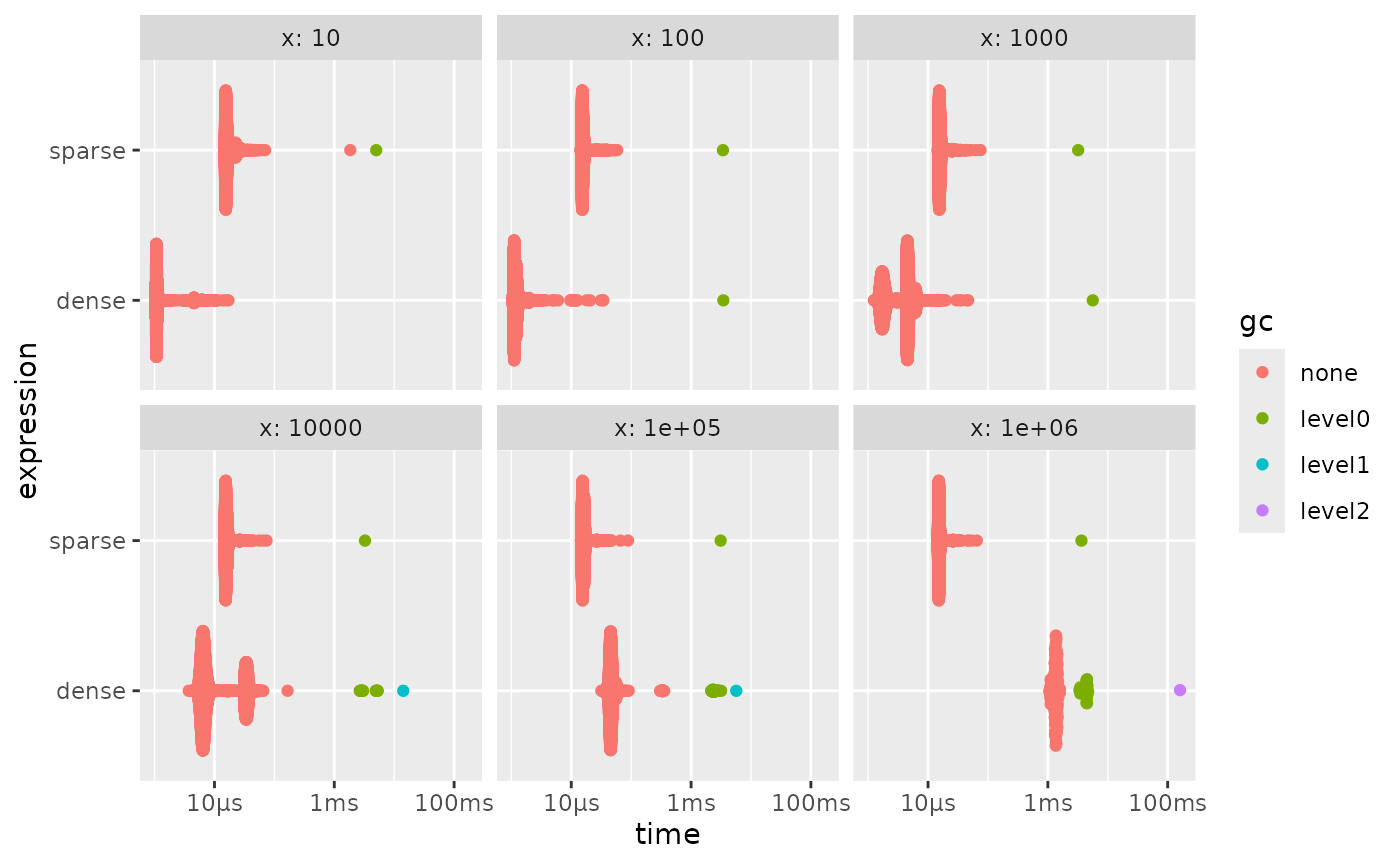 x: 10
x: 100
x: 1000
sparse
dense
x: 10000
x: 1e+05
x: 1e+06
sparse
dense
10µs
1ms
100ms
10µs
1ms
100ms
10µs
1ms
100ms
time
expression
gc
none
level0
level1
level2